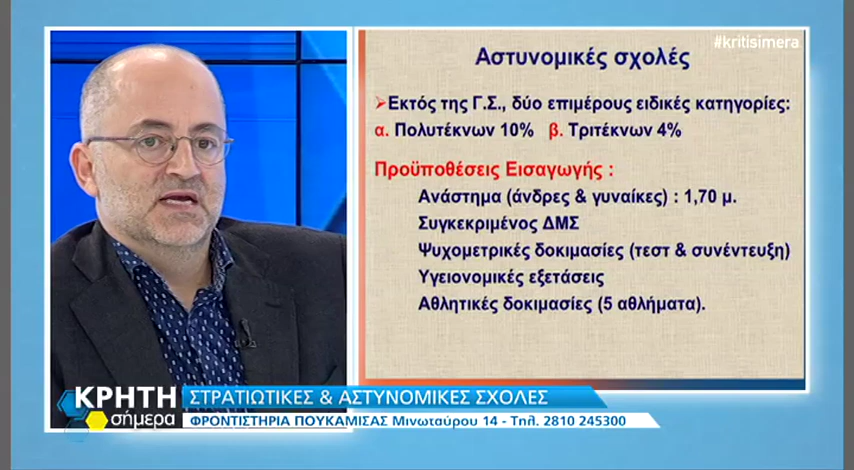 #kritisimera
Αστυνομικές σχολές
➢Εκτός της Γ.Σ., δύο επιμέρους ειδικές κατηγορίες:
α. Πολυτέκνων 10% β. Τριτέκνων 4%
Προϋποθέσεις Εισαγωγής :
Ανάστημα (άνδρες & γυναίκες) : 1,70 μ.
Συγκεκριμένος ΔΜΣ
Ψυχομετρικές δοκιμασίες (τεστ & συνέντευξη)
Υγειονομικές εξετάσεις
Αθλητικές δοκιμασίες (5 αθλήματα).
ΚΡΗΤΗ
σήμερα
ΣΤΡΑΤΙΩΤΙΚΕΣ & ΑΣΤΥΝΟΜΙΚΕΣ ΣΧΟΛΕΣ
ΦΡΟΝΤΙΣΤΗΡΙΑ ΠΟΥΚΑΜΙΣΑΣ Μινωταύρου 14 - Τηλ. 2810 245300